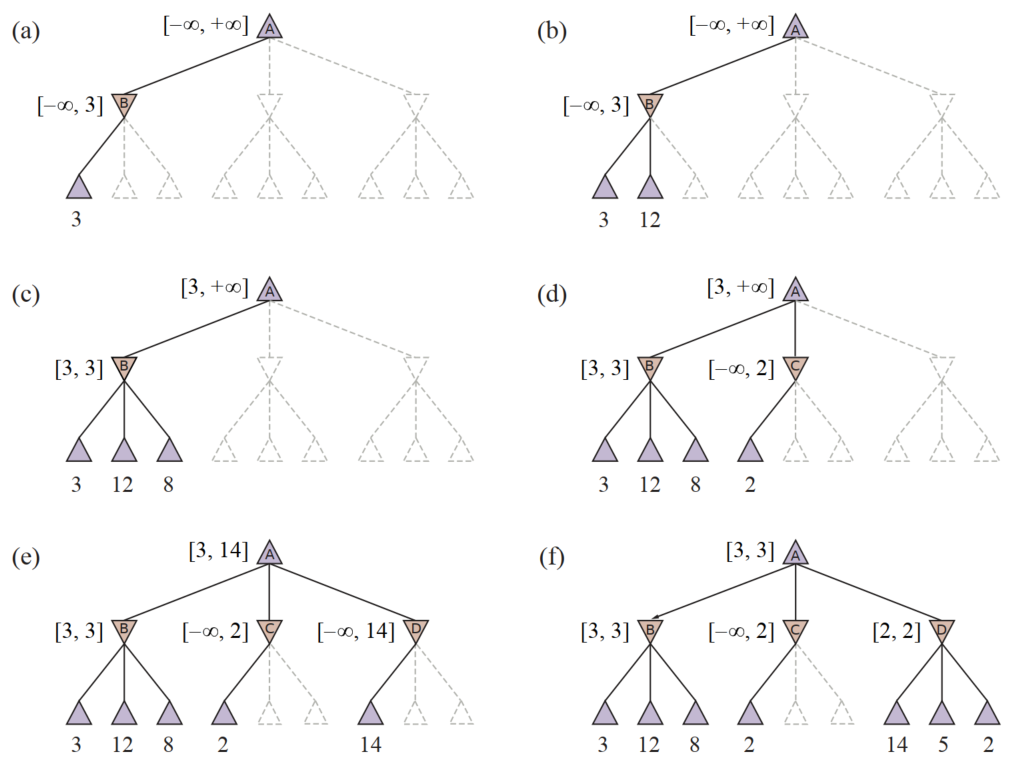 (a) [−∞, +∞] A
[−∞, 3] B
3
(b) [−∞, +∞] A
[−∞, 3] B
3 12
(c) [3, +∞] A
[3, 3] B
3 12 8
(d) [3, +∞] A
[3, 3] B [−∞, 2] C
3 12 8 2
(e) [3, 14] A
[3, 3] B [−∞, 2] C [−∞, 14] D
3 12 8 2 14
(f) [3, 3] A
[3, 3] B [−∞, 2] C [2, 2] D
3 12 8 2 14 5 2